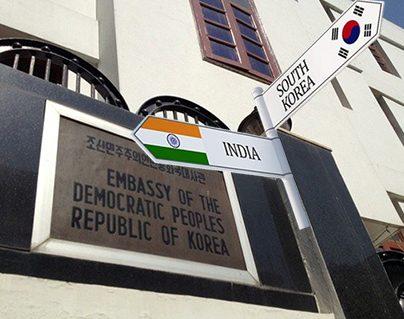 SOUTH
KOREA
INDIA
조선민주주의인민공화국대사관
EMBASSY OF THE
DEMOCRATIC PEOPLES
REPUBLIC OF KOREA